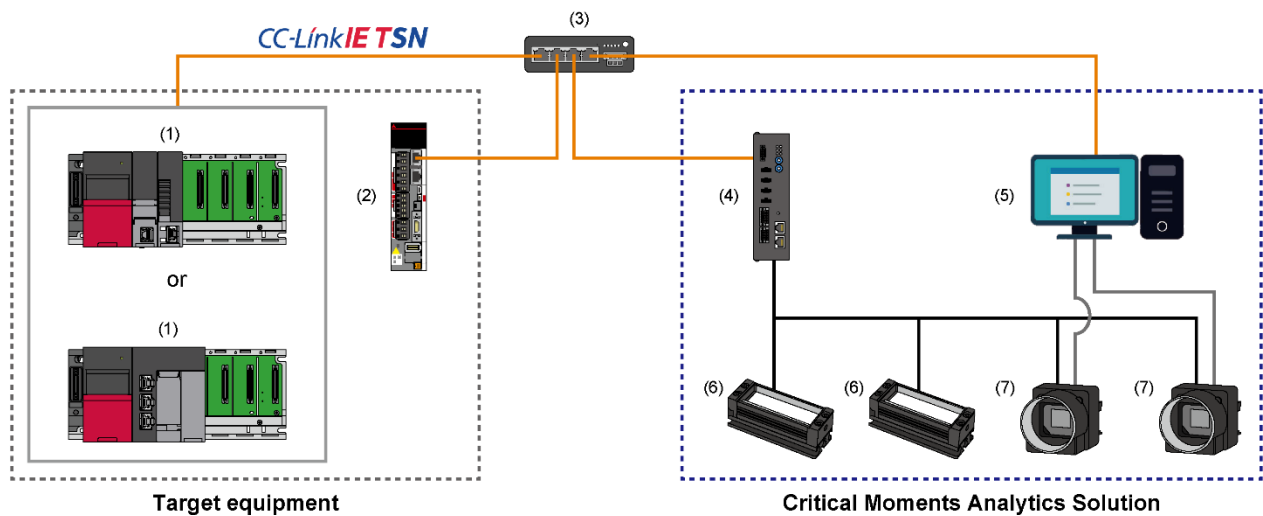 (3)
CC-Link IE TSN
(1)
(2)
(4)
(5)
or
(1)
(6)
(6)
(7)
(7)
Target equipment
Critical Moments Analytics Solution